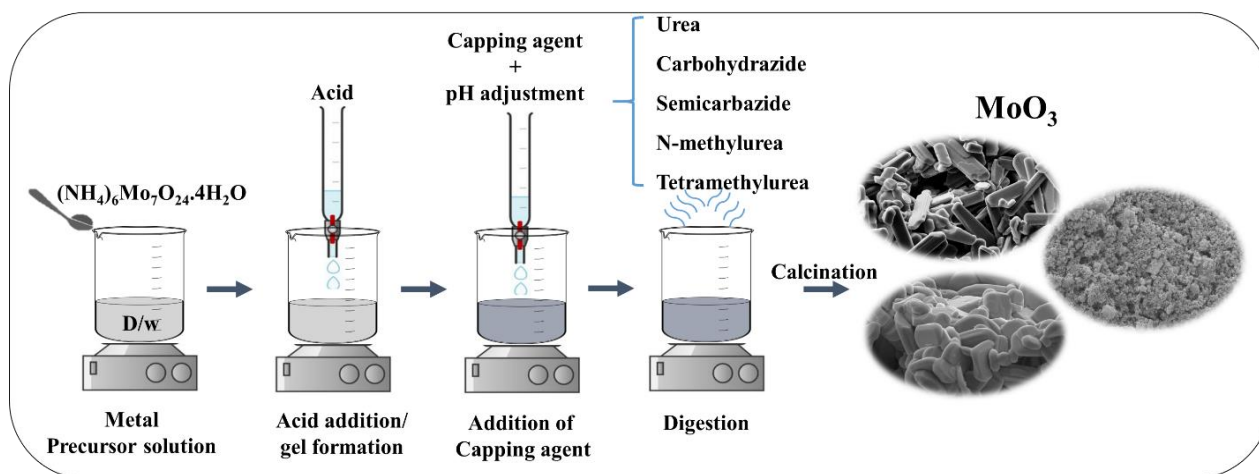 (NH₄)₆Mo₇O₂₄.4H₂O
D/w
Metal
Precursor solution
Acid
Acid addition/
gel formation
Capping agent
+
pH adjustment
Addition of
Capping agent
Urea
Carbohydrazide
Semicarbazide
N-methylurea
Tetramethylurea
Digestion
Calcination
MoO₃